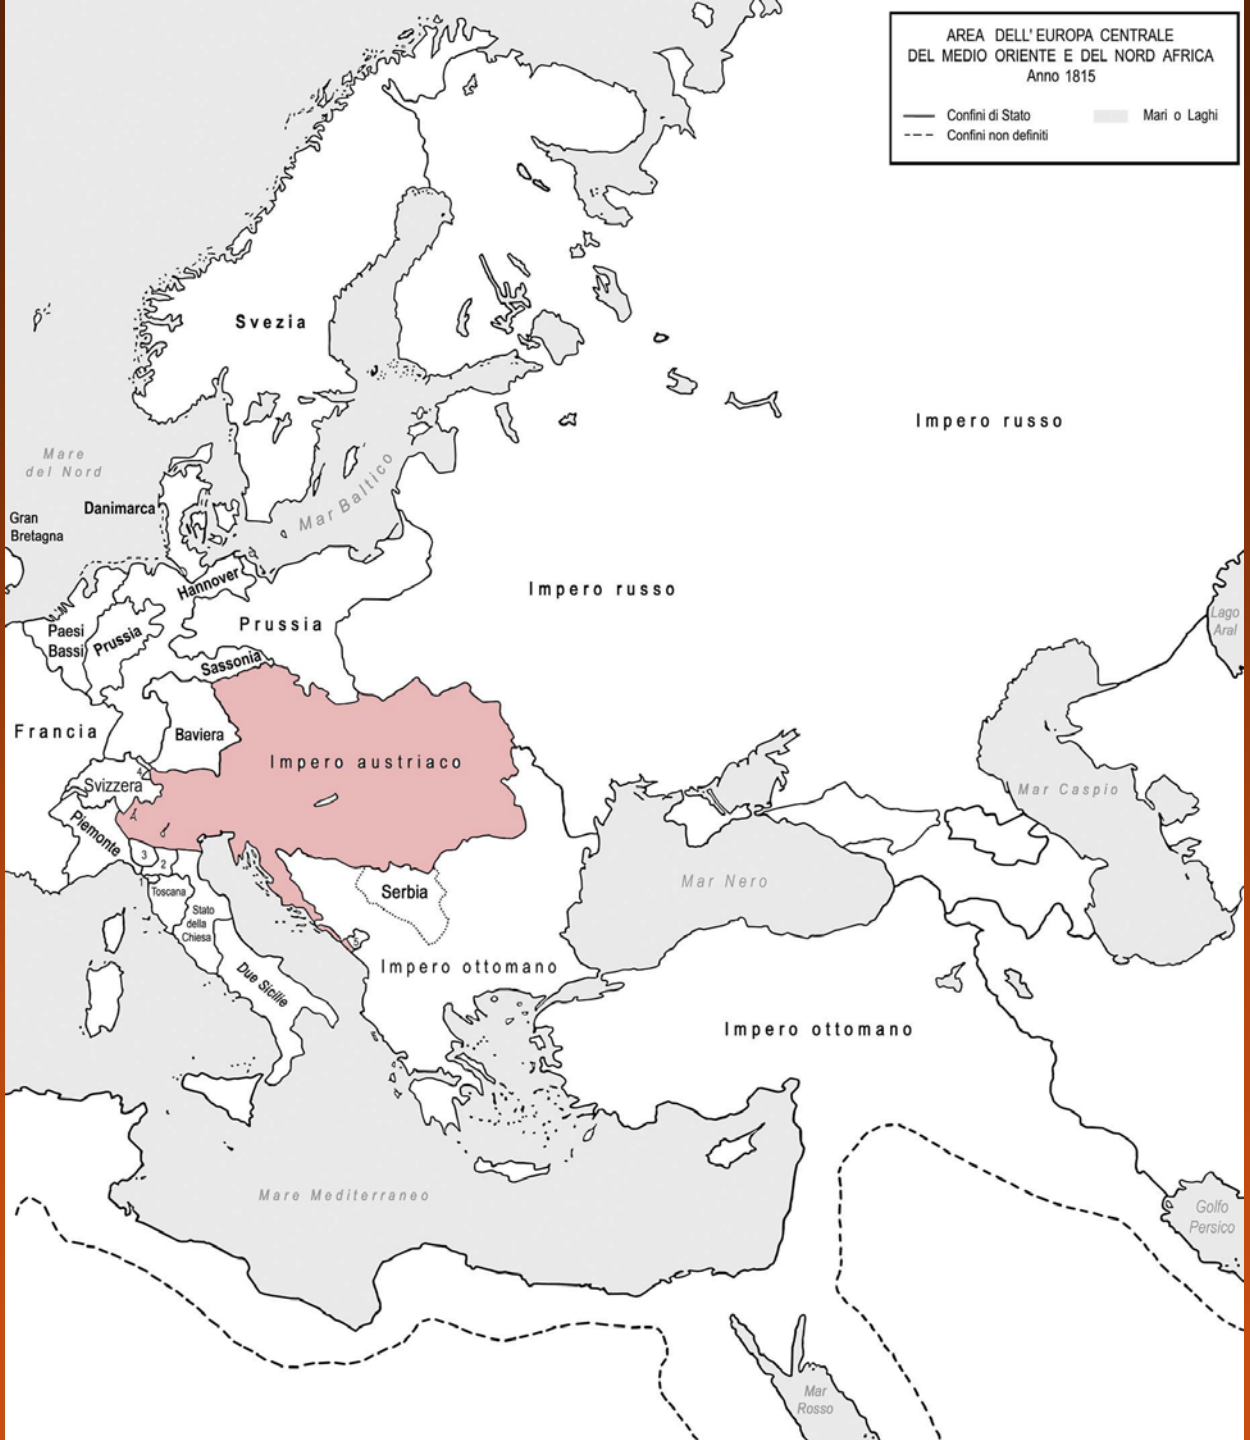 AREA DELL' EUROPA CENTRALE
DEL MEDIO ORIENTE E DEL NORD AFRICA
Anno 1815
Confini di Stato
Mari o Laghi
Confini non definiti
Svezia
Impero russo
Mare
del Nord
Mar Baltico
Danimarca
Gran
Bretagna
Hannover
Impero russo
Lago
Aral
Paesi
Bassi
Prussia
Prussia
Sassonia
Francia
Baviera
Impero austriaco
4
Svizzera
Mar Caspio
Piemonte
3
2
1
Toscana
Serbia
Mar Nero
Stato
della
Chiesa
5
Impero ottomano
Due Sicilie
Impero ottomano
Mare Mediterraneo
Golfo
Persico
Mar
Rosso